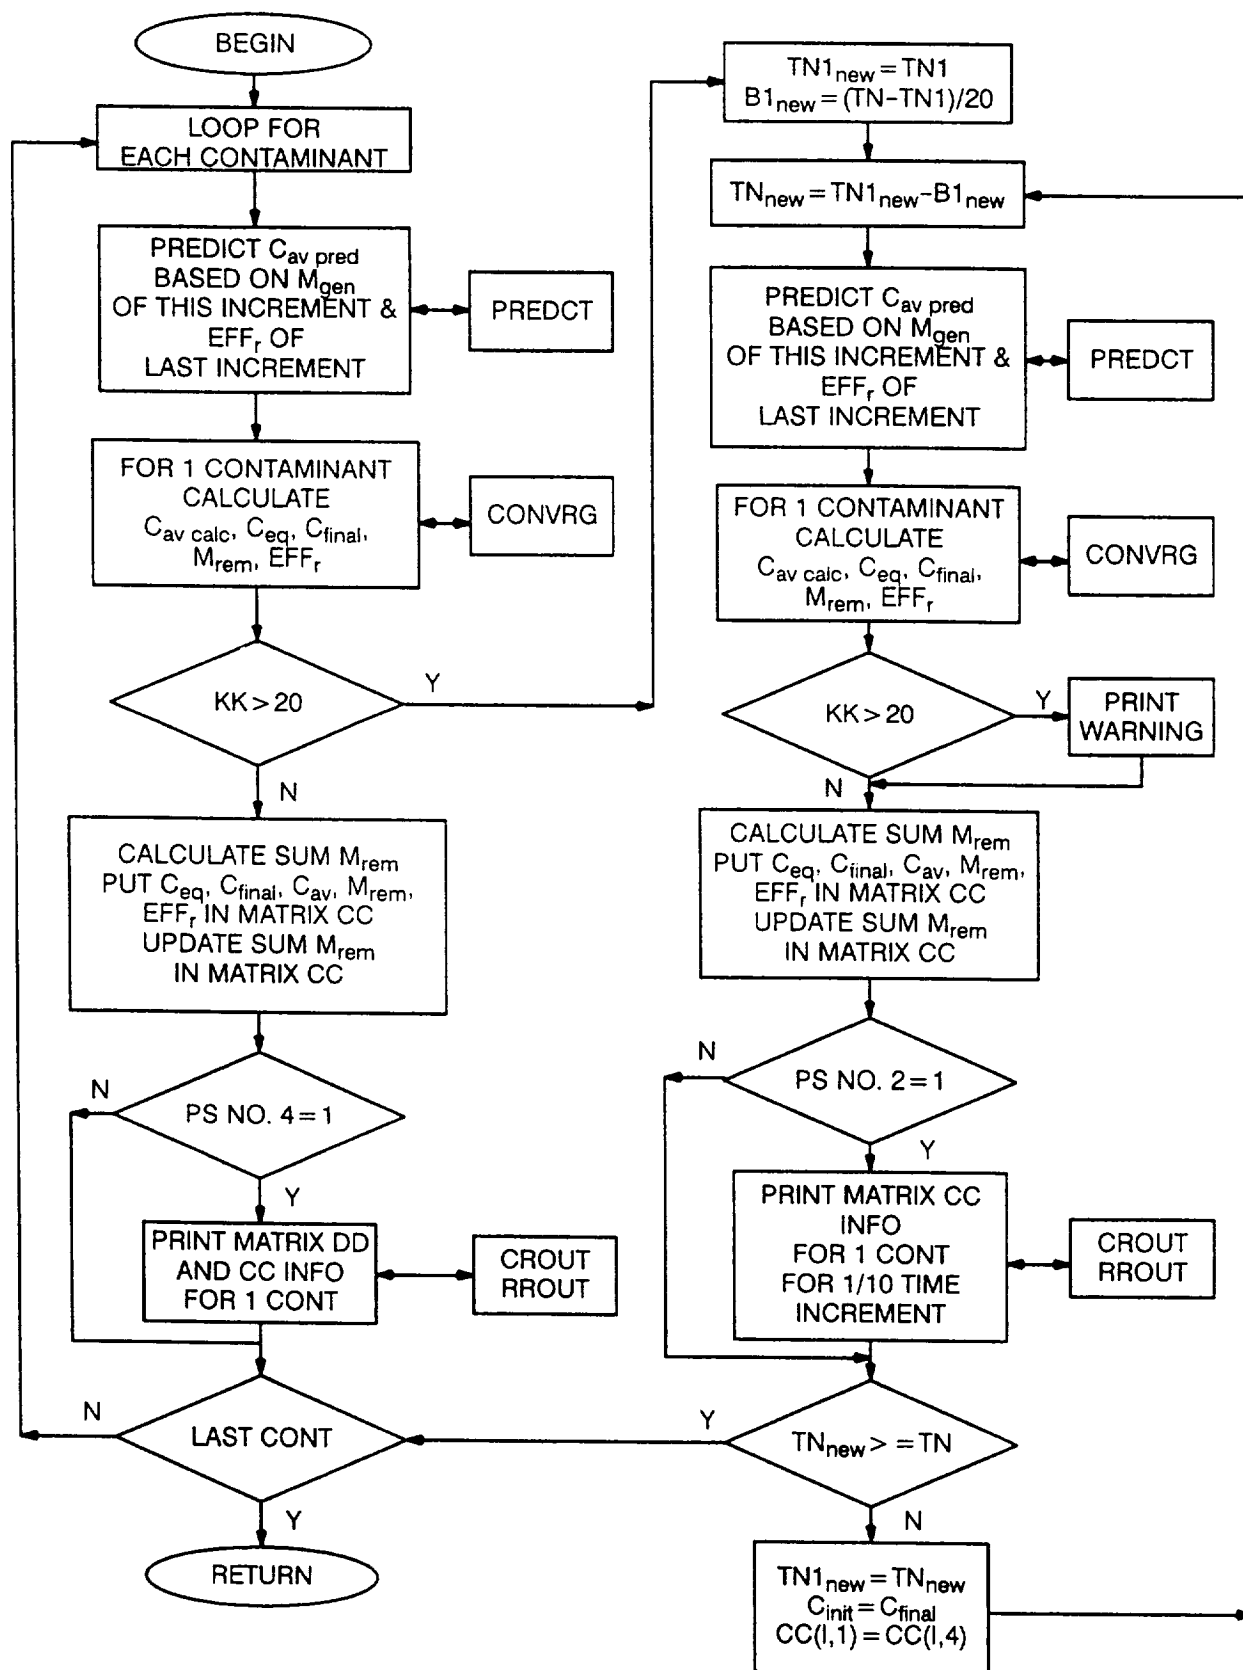 BEGIN
LOOP FOR
EACH CONTAMINANT
PREDICT Cav pred
BASED ON Mgen
OF THIS INCREMENT &
EFFr OF
LAST INCREMENT
PREDCT
FOR 1 CONTAMINANT
CALCULATE
Cav calc, Ceq, Cfinal,
Mrem, EFFr
CONVRG
KK > 20
Y
N
CALCULATE SUM Mrem
PUT Ceq, Cfinal, Cav, Mrem,
EFFr IN MATRIX CC
UPDATE SUM Mrem
IN MATRIX CC
PS NO. 4 = 1
N
Y
PRINT MATRIX DD
AND CC INFO
FOR 1 CONT
CROUT
RROUT
LAST CONT
N
Y
RETURN
TN1new = TN1
B1new = (TN-TN1)/20
TNnew = TN1new-B1new
PREDICT Cav pred
BASED ON Mgen
OF THIS INCREMENT &
EFFr OF
LAST INCREMENT
PREDCT
FOR 1 CONTAMINANT
CALCULATE
Cav calc, Ceq, Cfinal,
Mrem, EFFr
CONVRG
KK > 20
Y
PRINT
WARNING
N
CALCULATE SUM Mrem
PUT Ceq, Cfinal, Cav, Mrem,
EFFr IN MATRIX CC
UPDATE SUM Mrem
IN MATRIX CC
PS NO. 2 = 1
N
Y
PRINT MATRIX CC
INFO
FOR 1 CONT
FOR 1/10 TIME
INCREMENT
CROUT
RROUT
TNnew > = TN
Y
N
TN1new = TNnew
Cinit = Cfinal
CC(I,1) = CC(I,4)